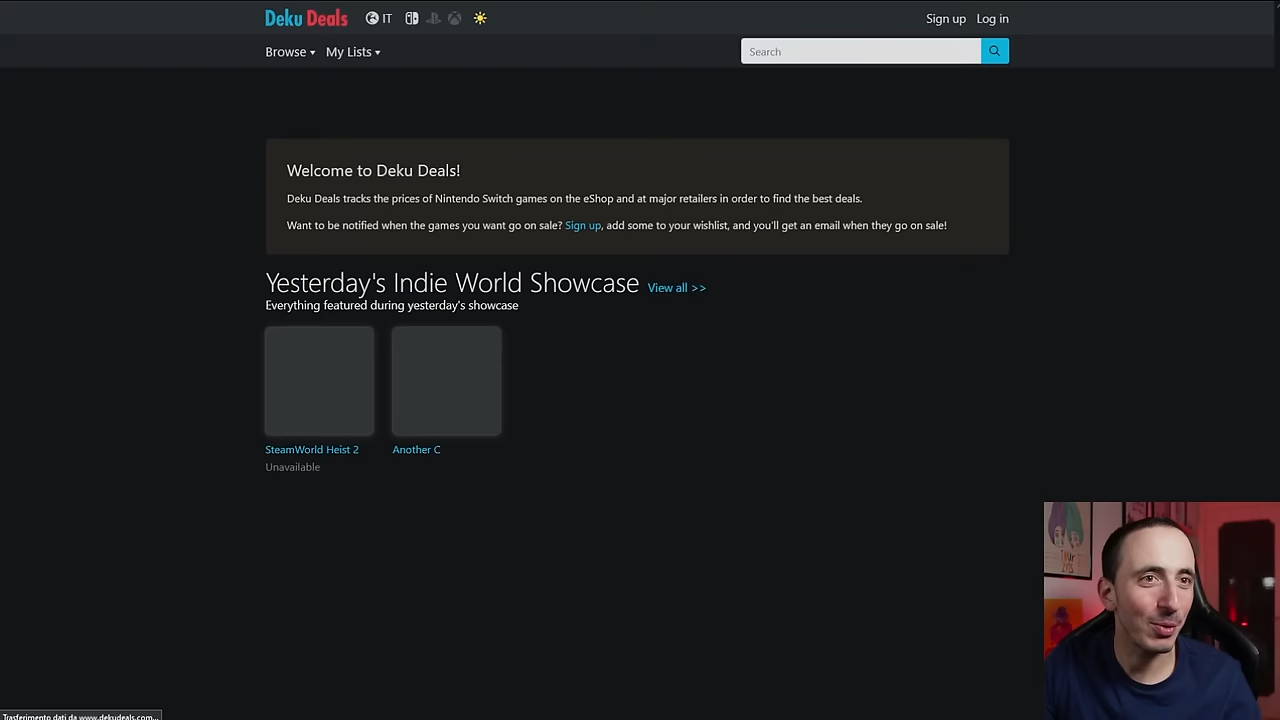 Deku Deals IT Sign up Log in
Browse My Lists Search
Welcome to Deku Deals!
Deku Deals tracks the prices of Nintendo Switch games on the eShop and at major retailers in order to find the best deals.
Want to be notified when the games you want go on sale? Sign up, add some to your wishlist, and you'll get an email when they go on sale!
Yesterday's Indie World Showcase View all >>
Everything featured during yesterday's showcase
SteamWorld Heist 2 Another C
Unavailable
Tour
Trasferimento dati da www.dekudeals.com...